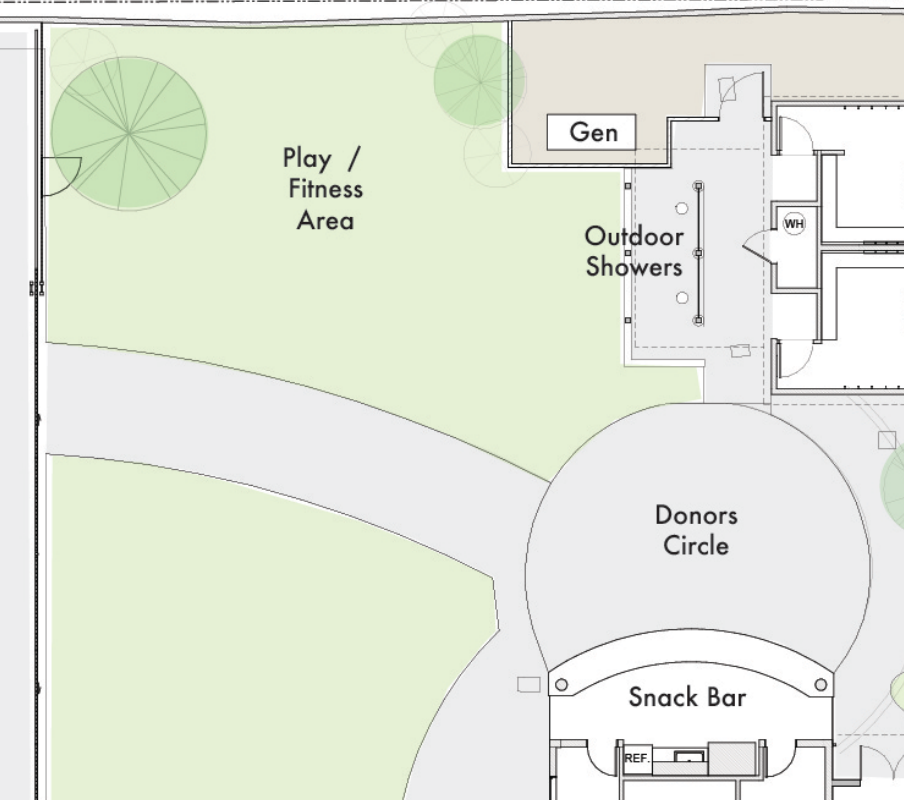 Gen
Play /
Fitness
Area
WH
Outdoor
Showers
Donors
Circle
Snack Bar
REF.